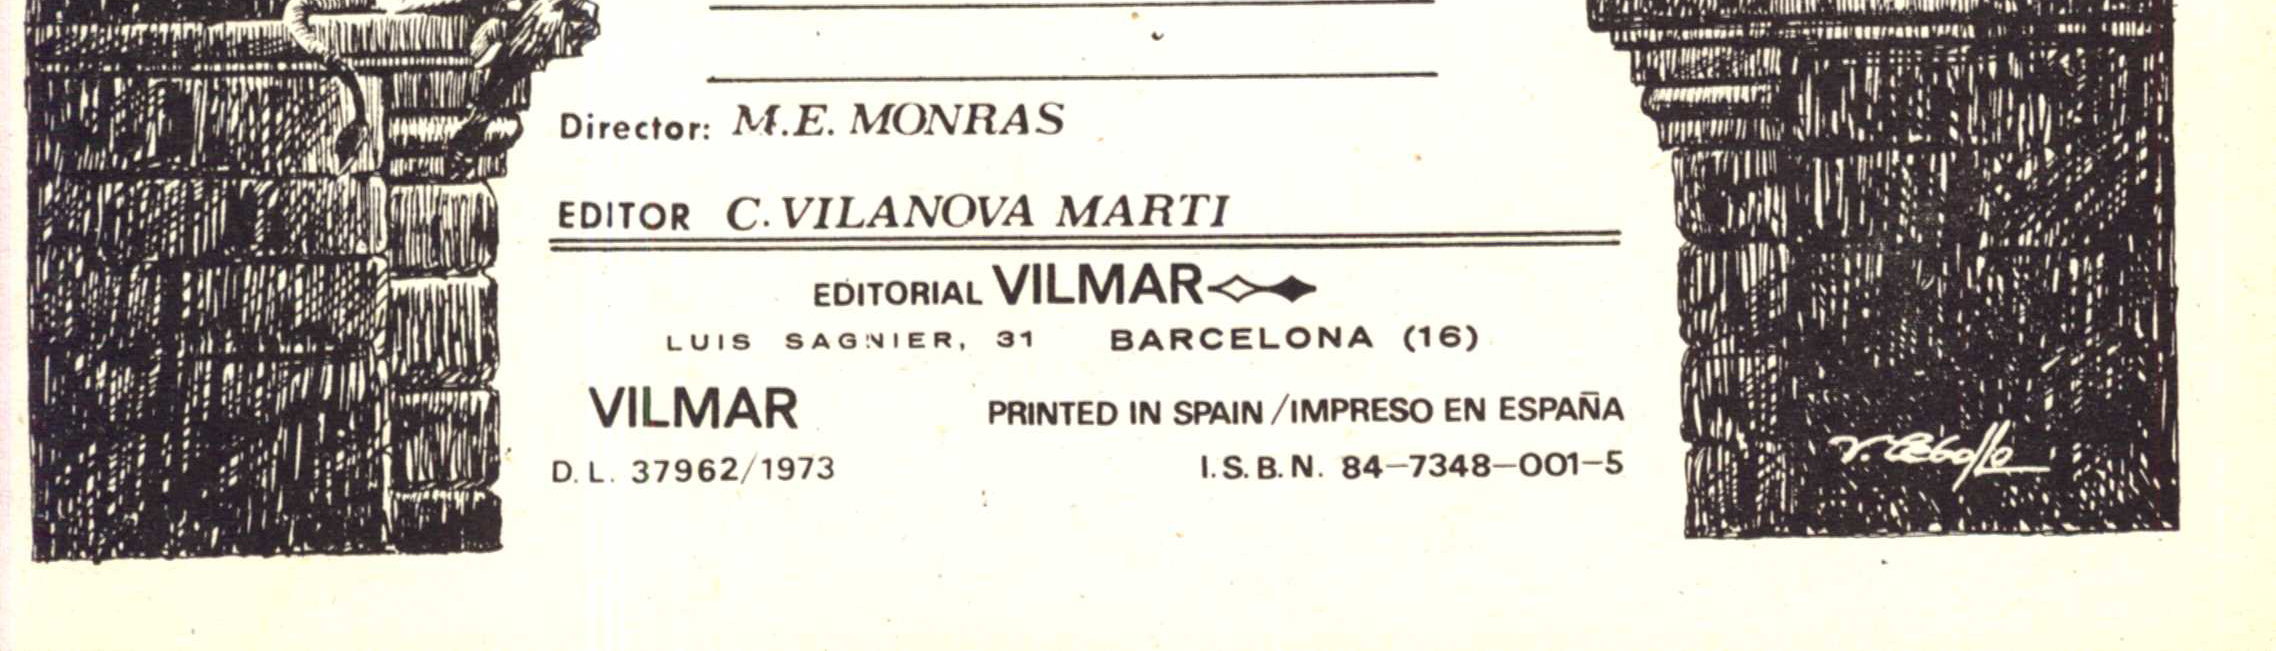 Director: M.E. MONRAS
EDITOR C. VILANOVA MARTI
EDITORIAL VILMAR
LUIS SAGNIER, 31 BARCELONA (16)
VILMAR PRINTED IN SPAIN / IMPRESO EN ESPAÑA
D. L. 37962/1973 I. S. B. N. 84-7348-001-5